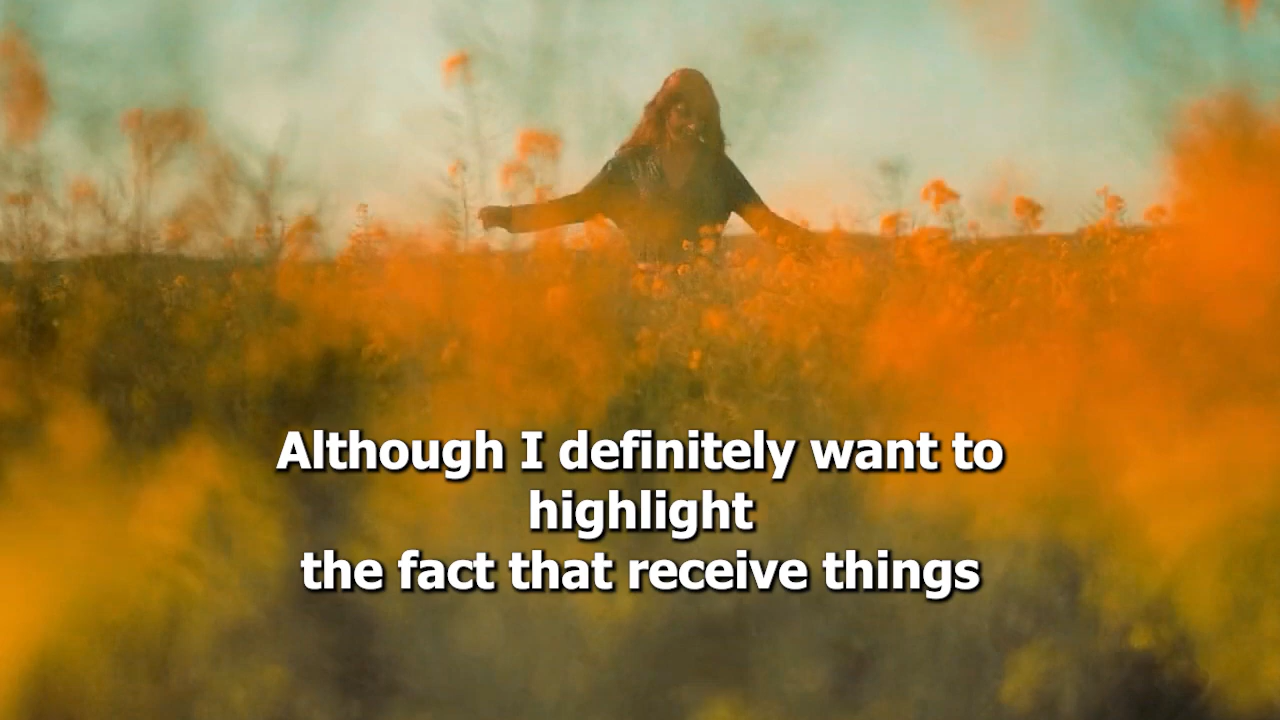 Although I definitely want to
highlight
the fact that receive things